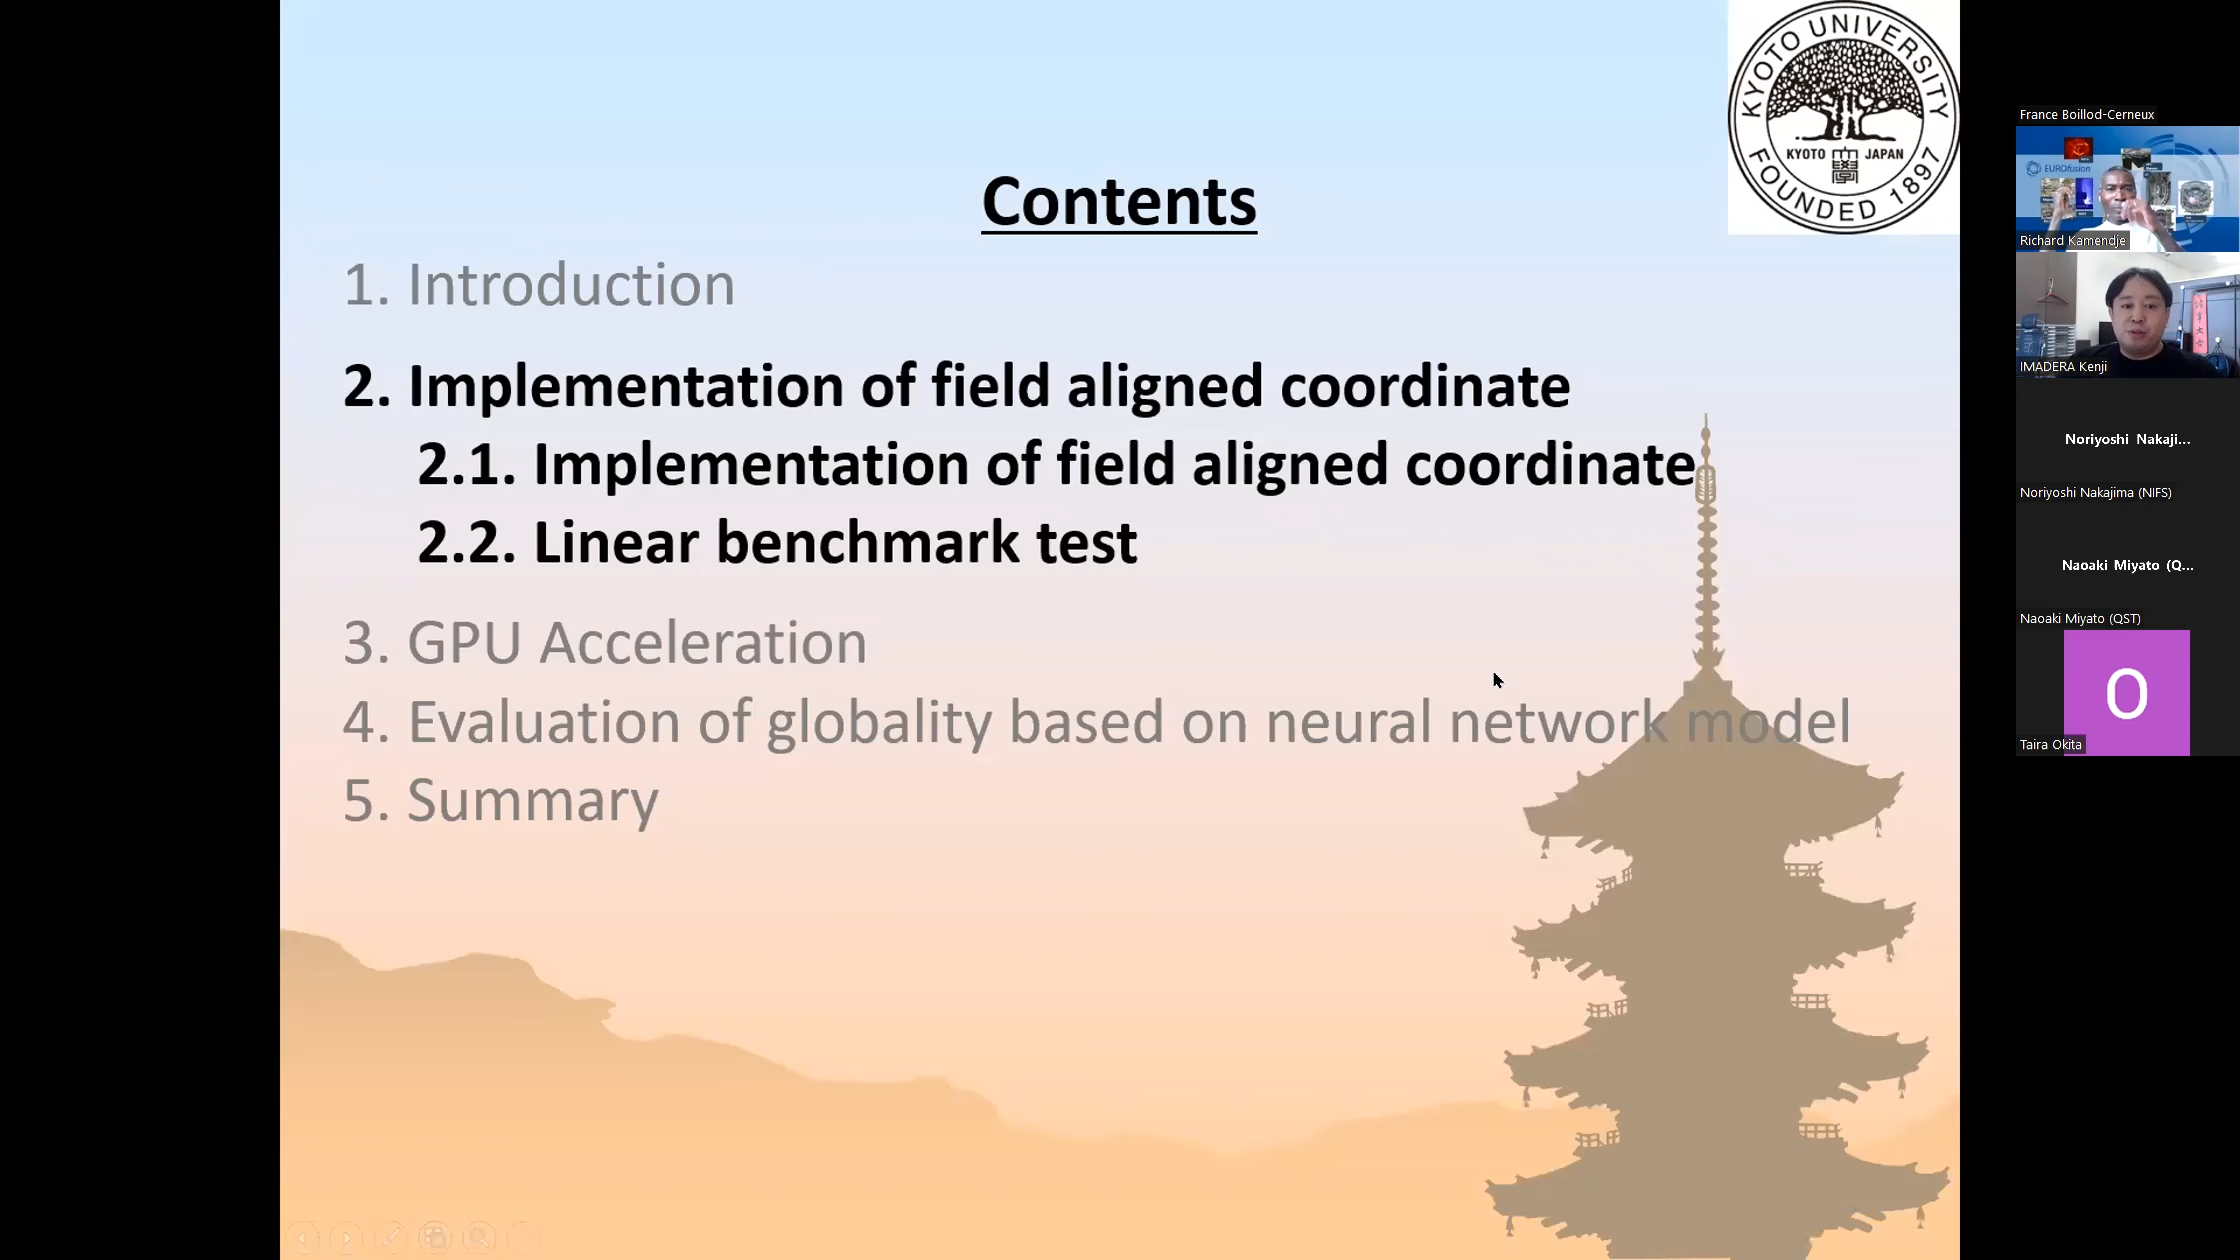 KYOTO UNIVERSITY
KYOTO 大學 JAPAN
FOUNDED 1897
Contents
1. Introduction
2. Implementation of field aligned coordinate
2.1. Implementation of field aligned coordinate
2.2. Linear benchmark test
3. GPU Acceleration
4. Evaluation of globality based on neural network model
5. Summary
France Boillod-Cerneux
EUROfusion
Richard Kamendje
IMADERA Kenji
Noriyoshi Nakaji...
Noriyoshi Nakajima (NIFS)
Naoaki Miyato (Q...
Naoaki Miyato (QST)
O
Taira Okita